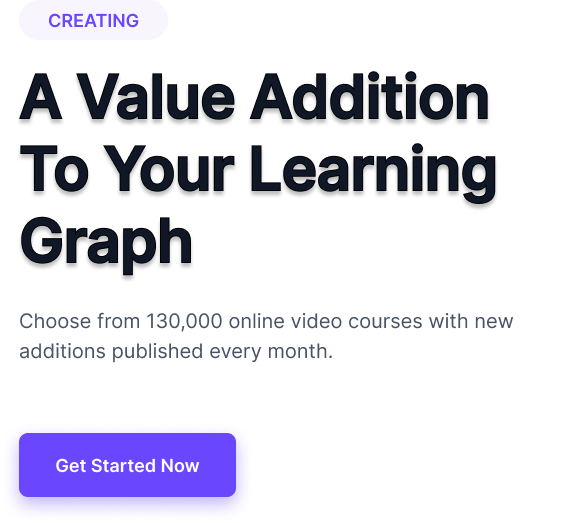 CREATING
A Value Addition
To Your Learning
Graph
Choose from 130,000 online video courses with new
additions published every month.
Get Started Now